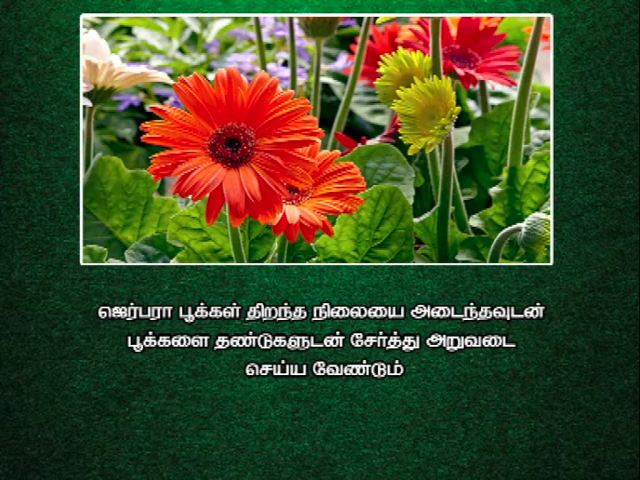 ஜெர்பரா பூக்கள் திறந்த நிலையை அடைந்தவுடன்
பூக்களை தண்டுகளுடன் சேர்த்து அறுவடை
செய்ய வேண்டும்